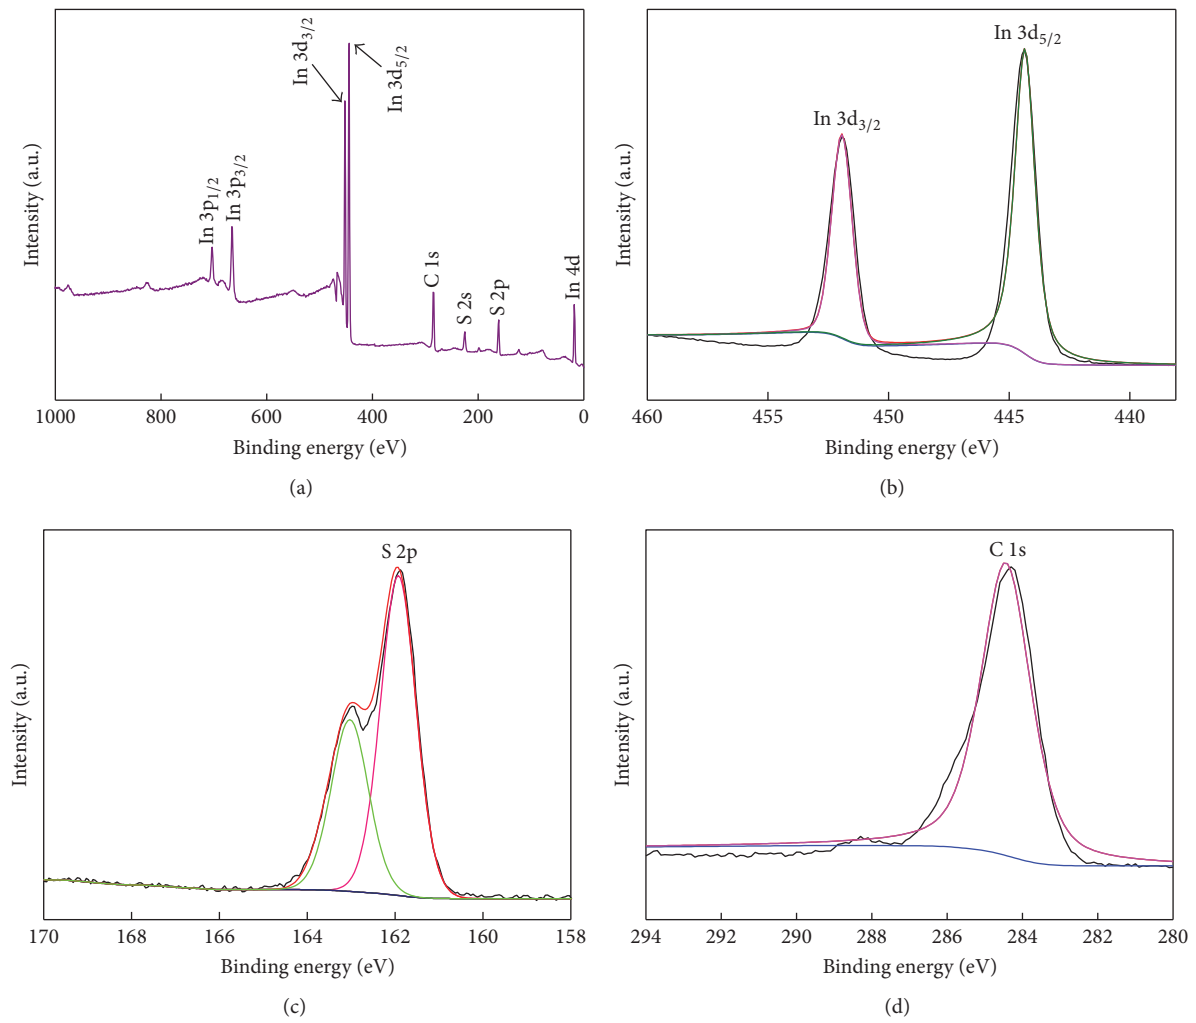 In 3d3/2
In 3d5/2
In 3p1/2
In 3p3/2
C 1s
S 2s
S 2p
In 4d
Intensity (a.u.)
1000 800 600 400 200 0
Binding energy (eV)
(a)
In 3d5/2
In 3d3/2
Intensity (a.u.)
460 455 450 445 440
Binding energy (eV)
(b)
S 2p
Intensity (a.u.)
170 168 166 164 162 160 158
Binding energy (eV)
(c)
C 1s
Intensity (a.u.)
294 292 290 288 286 284 282 280
Binding energy (eV)
(d)